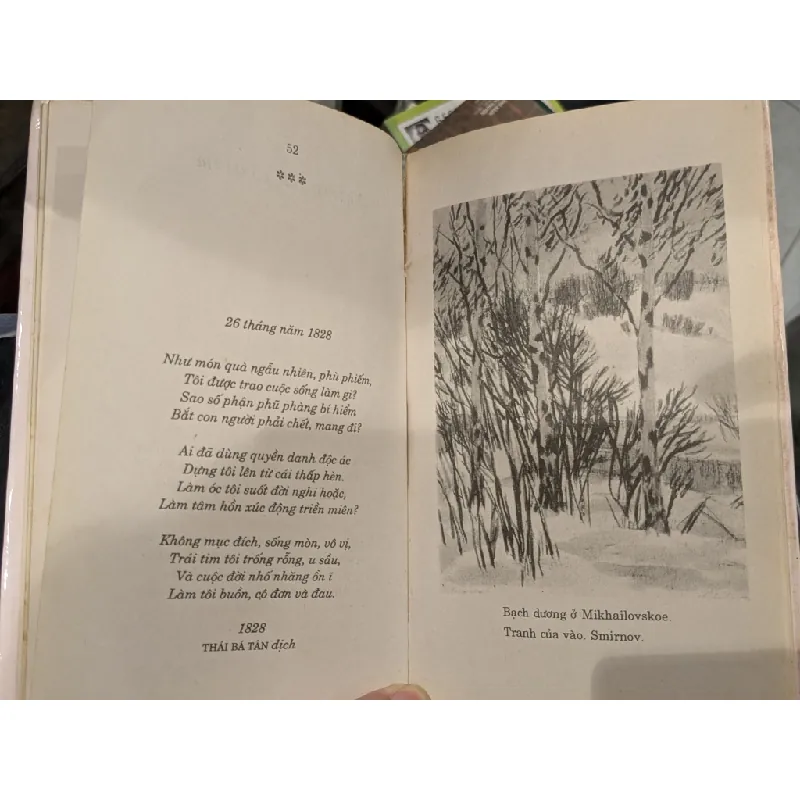 52
***
26 tháng năm 1828
Như món quà ngẫu nhiên, phù phiếm,
Tôi được trao cuộc sống làm gì?
Sao số phận phũ phàng bí hiểm
Bắt con người phải chết, mang đi?
Ai đã dùng quyền danh độc ác
Dựng tôi lên từ cái thấp hèn.
Làm óc tôi suốt đời nghi hoặc,
Làm tâm hồn xúc động triền miên?
Không mục đích, sống mòn, vô vị,
Trái tim tôi trống rỗng, u sầu,
Và cuộc đời nhố nhăng ồn ĩ
Làm tôi buồn, cô đơn và đau.
1828
THÁI BÁ TÂN dịch
Bạch dương ở Mikhailovskoe.
Tranh của vào. Smirnov.